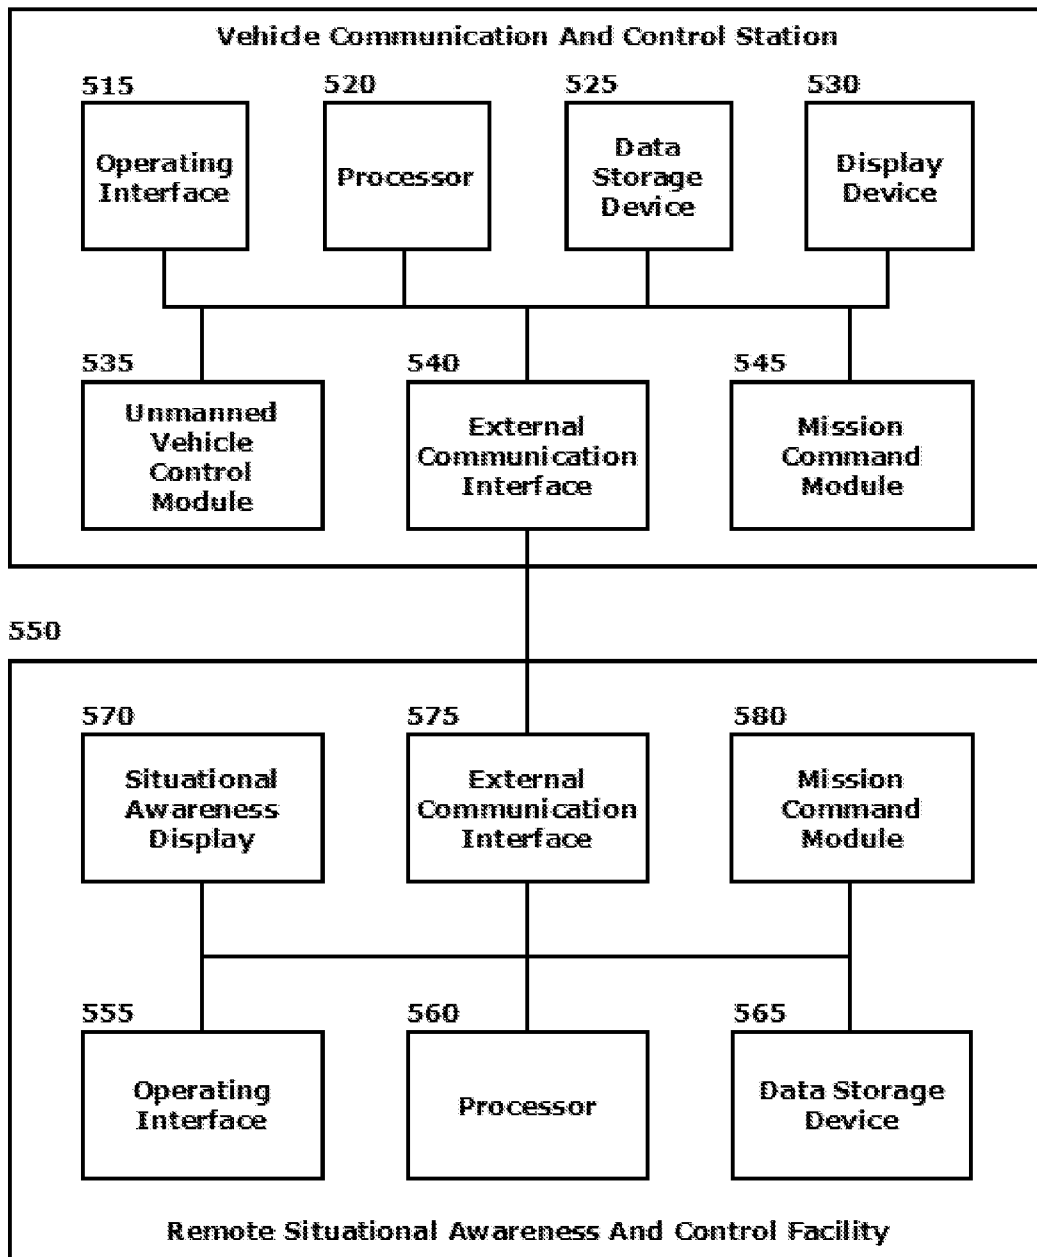 Vehicle Communication And Control Station
515
520
525
530
Operating
Interface
Processor
Data
Storage
Device
Display
Device
535
540
545
Unmanned
Vehicle
Control
Module
External
Communication
Interface
Mission
Command
Module
550
570
575
580
Situational
Awareness
Display
External
Communication
Interface
Mission
Command
Module
555
560
565
Operating
Interface
Processor
Data Storage
Device
Remote Situational Awareness And Control Facility